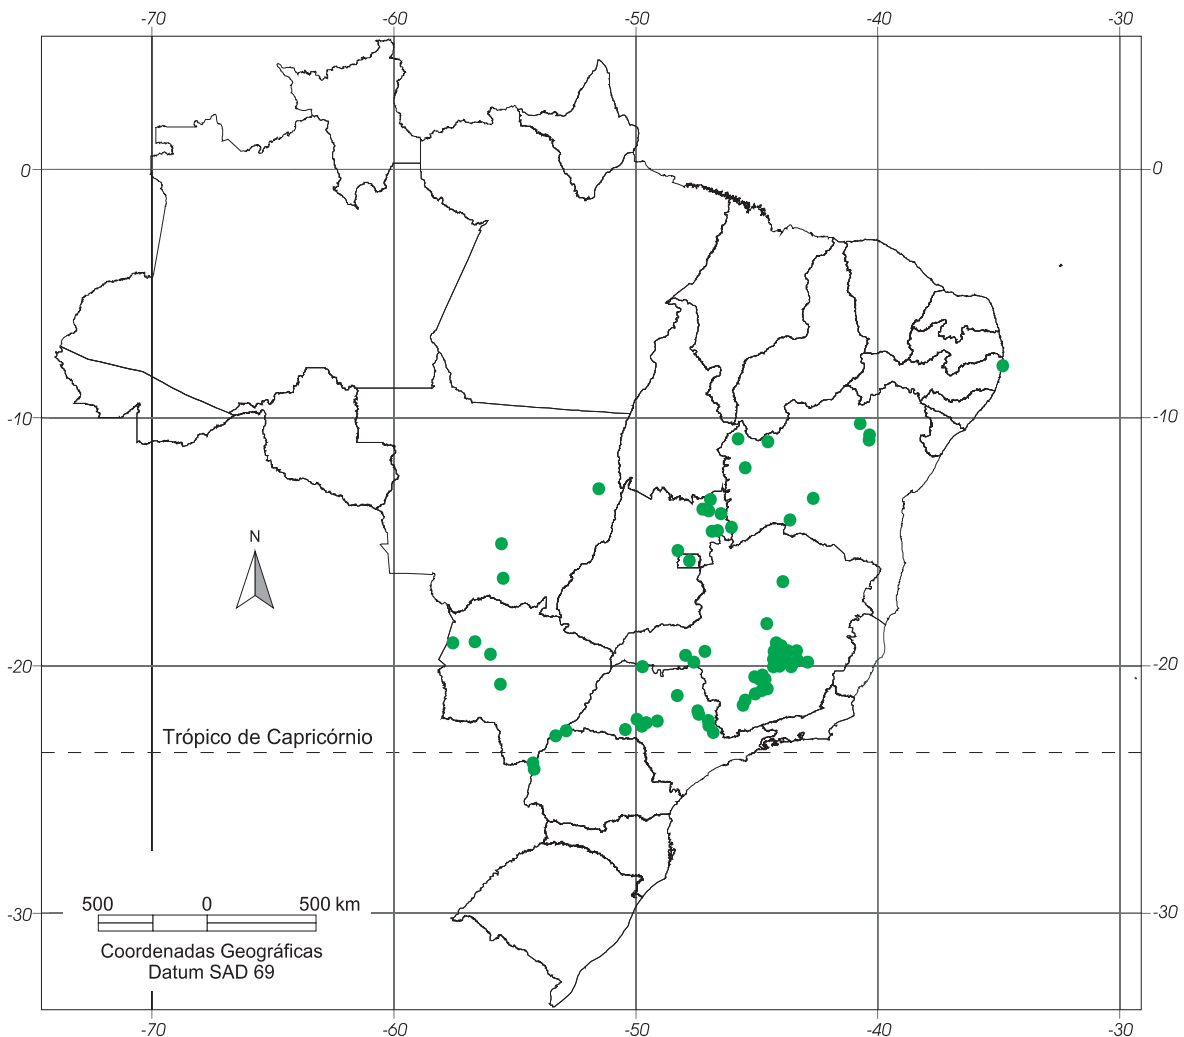 -70 -60 -50 -40 -30
0 0
-10 -10
N
-20 -20
Trópico de Capricórnio
500 0 500 km
-30 -30
Coordenadas Geográficas
Datum SAD 69
-70 -60 -50 -40 -30